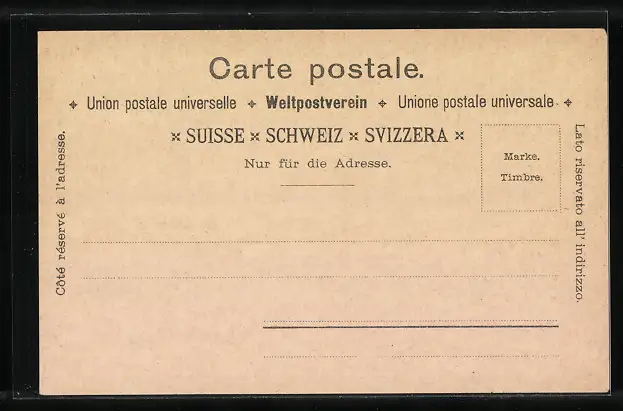 Carte postale.
Union postale universelle Weltpostverein Unione postale universale
SUISSE × SCHWEIZ × SVIZZERA
Nur für die Adresse.
Marke.
Timbre.
Côté réservé à l'adresse.
Lato riservato all' indirizzo.